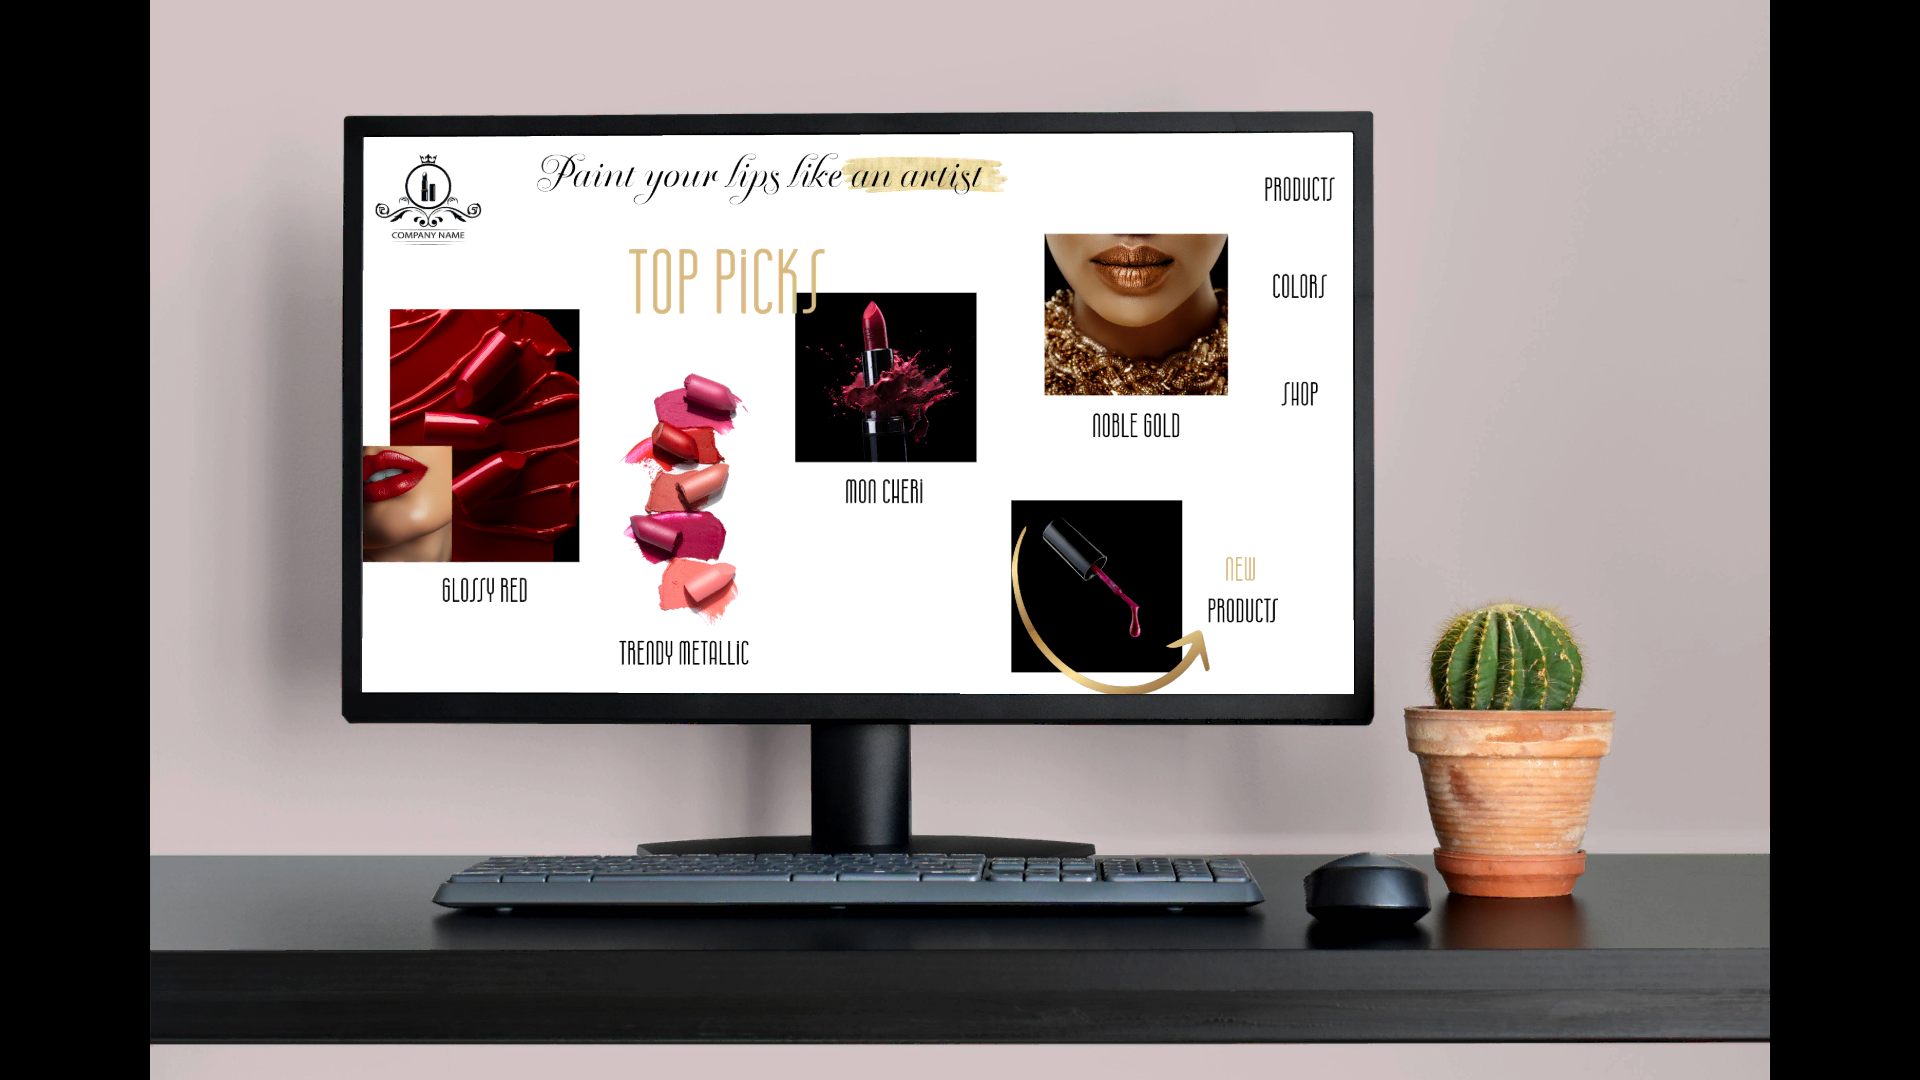 COMPANY NAME
Paint your lips like an artist
PRODUCTS
TOP PiCKS
COLORS
SHOP
NOBLE GOLD
MON CHERi
GLOSSY RED
NEW
PRODUCTS
TRENDY METALLiC